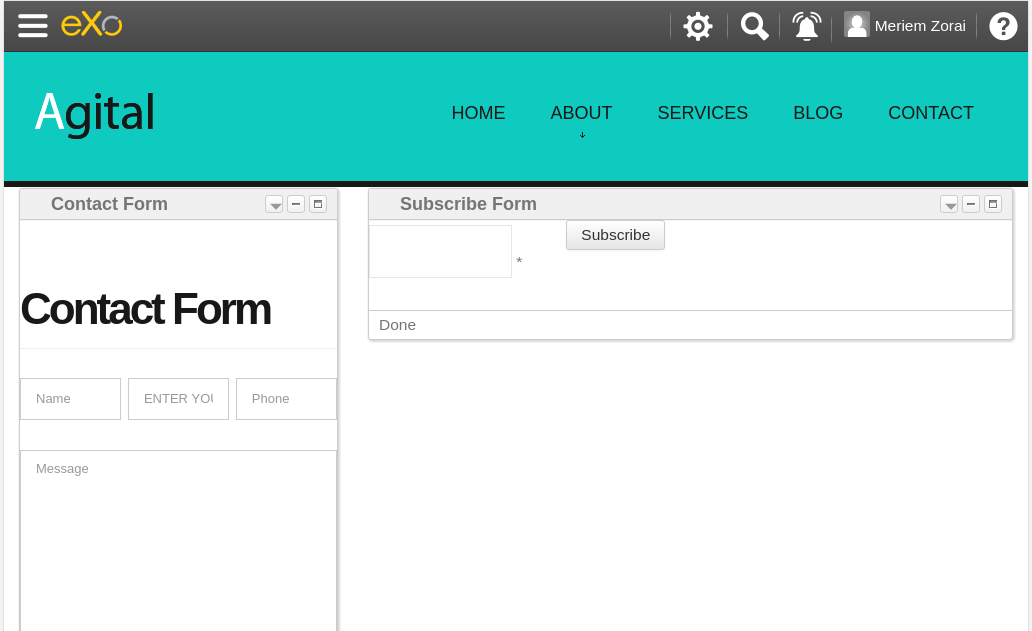 eXo
Meriem Zorai
?
Agital
HOME
ABOUT
SERVICES
BLOG
CONTACT
Contact Form
Subscribe Form
Subscribe
*
Done
Contact Form
Name
ENTER YOU
Phone
Message